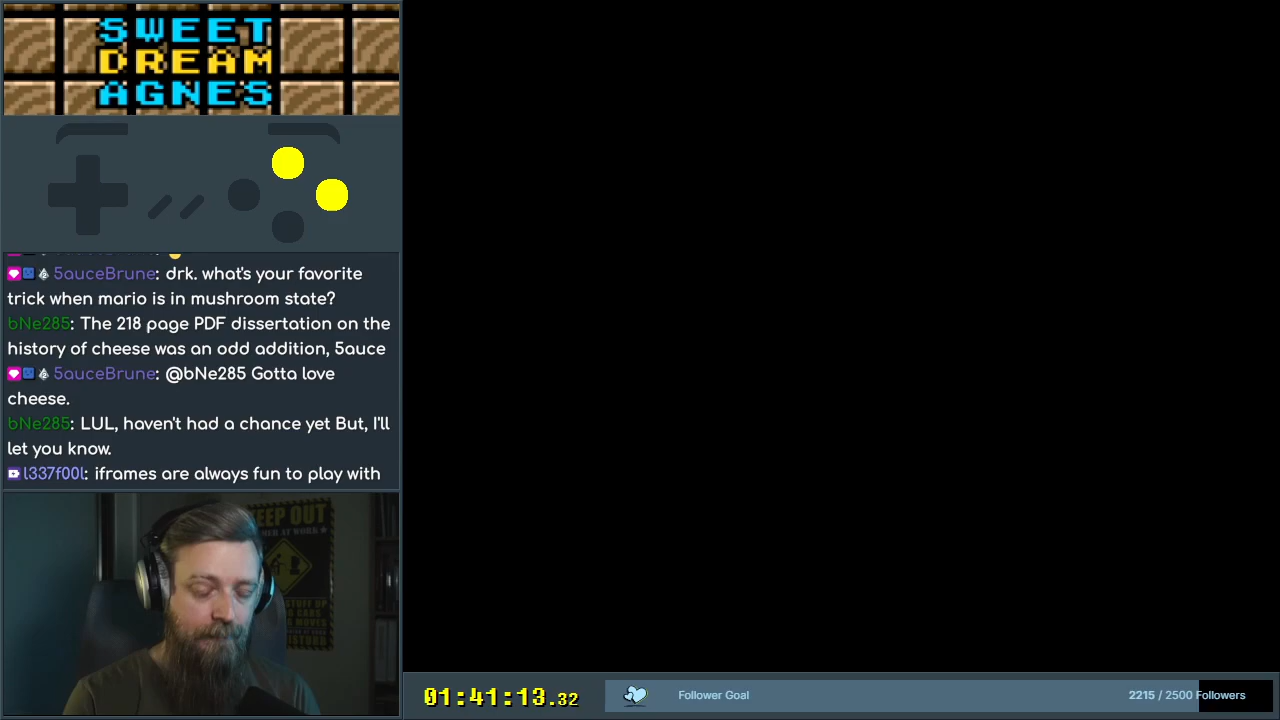 SWEET
DREAM
AGNES
5auceBrune: drk. what's your favorite
trick when mario is in mushroom state?
bNe285: The 218 page PDF dissertation on the
history of cheese was an odd addition, 5auce
5auceBrune: @bNe285 Gotta love
cheese.
bNe285: LUL, haven't had a chance yet But, I'll
let you know.
l337f00l: iframes are always fun to play with
KEEP OUT
01:41:13.32
Follower Goal
2215 / 2500 Followers